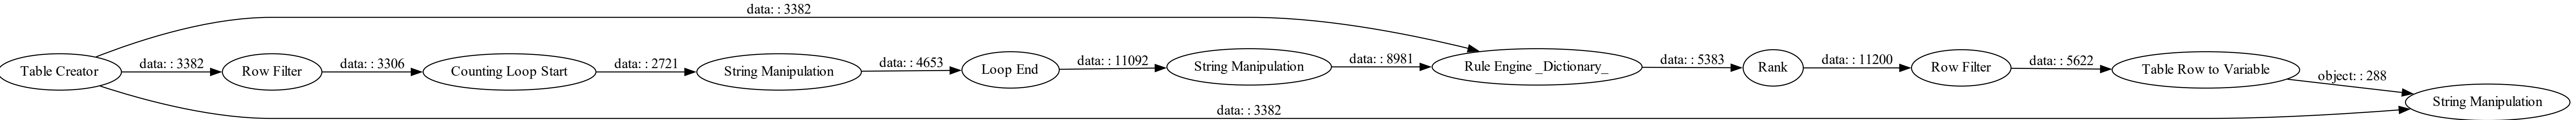 data: : 3382
Table Creator
data: : 3382
Row Filter
data: : 3306
Counting Loop Start
data: : 2721
String Manipulation
data: : 4653
Loop End
data: : 11092
String Manipulation
data: : 8981
Rule Engine _Dictionary_
data: : 5383
Rank
data: : 11200
Row Filter
data: : 5622
Table Row to Variable
object: : 288
String Manipulation
data: : 3382